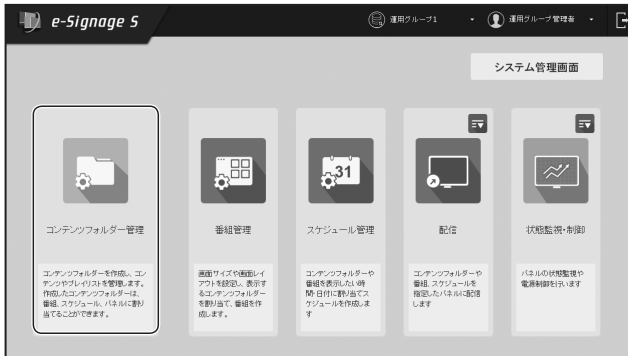 e-Signage S
運用グループ1
運用グループ管理者
システム管理画面
31
コンテンツフォルダー管理
番組管理
スケジュール管理
配信
状態監視・制御
コンテンツフォルダーを作成し、コン
テンツやプレイリストを管理します。
作成したコンテンツフォルダーは、
番組、スケジュール、パネルに割り
当てることができます。
画面サイズや画面レイ
アウトを設定し、表示す
るコンテンツフォルダー
を割り当て、番組を作
成します。
コンテンツフォルダーや
番組を表示したい時
間・日付に割り当てス
ケジュールを作成しま
す
コンテンツフォルダーや
番組、スケジュールを
指定したパネルに配信
します
パネルの状態監視や
電源制御を行います